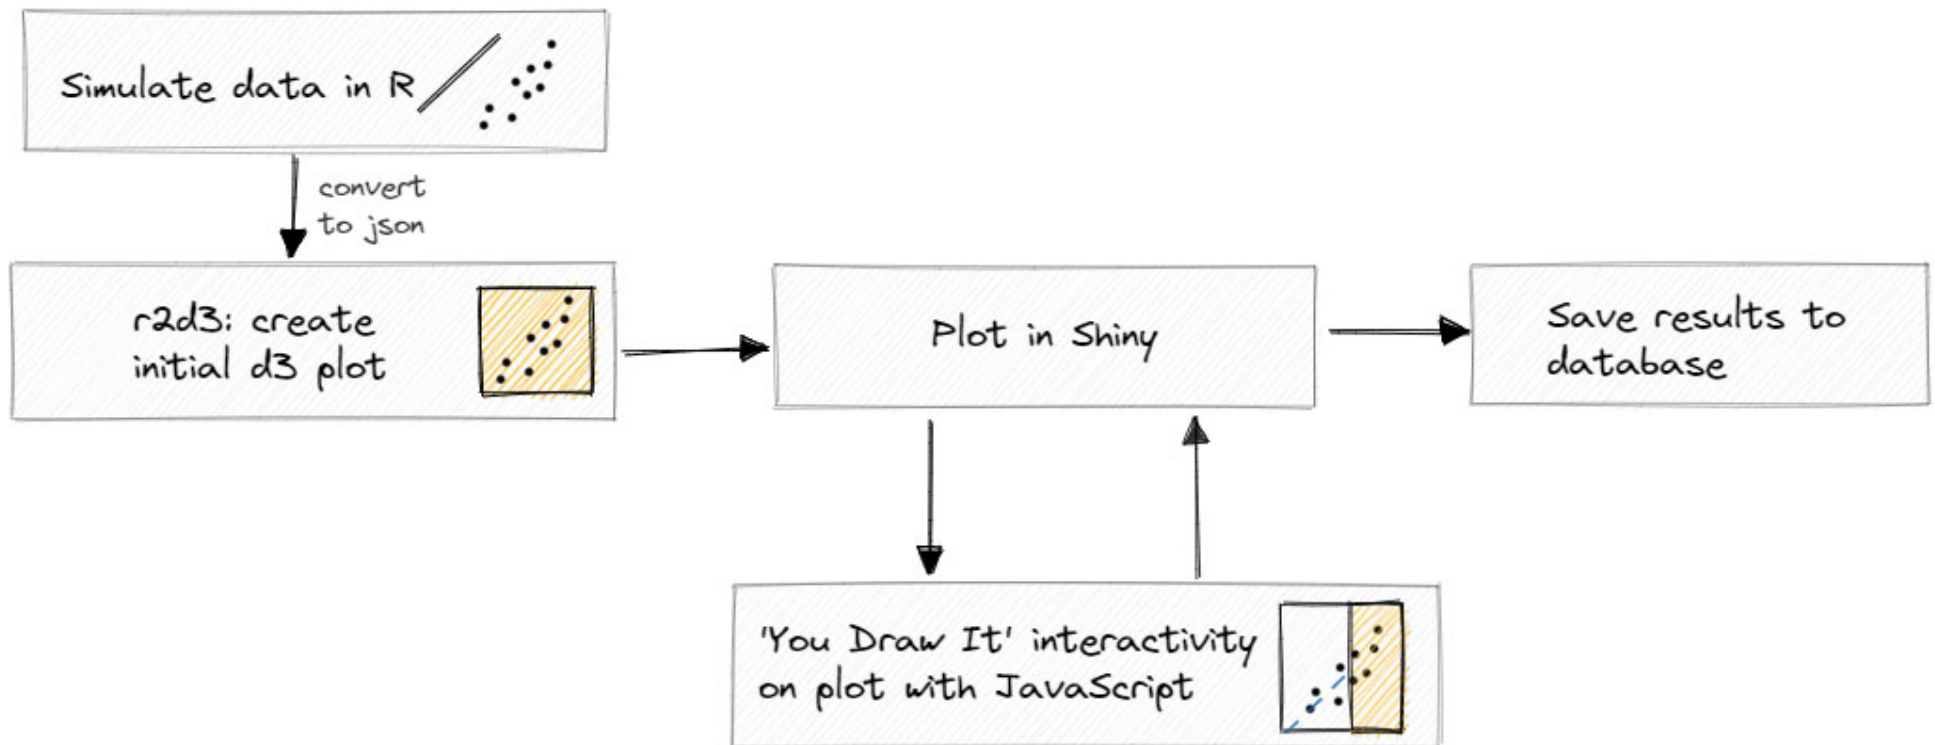 Simulate data in R
convert
to json
r2d3: create
initial d3 plot
Plot in Shiny
Save results to
database
'You Draw It' interactivity
on plot with JavaScript